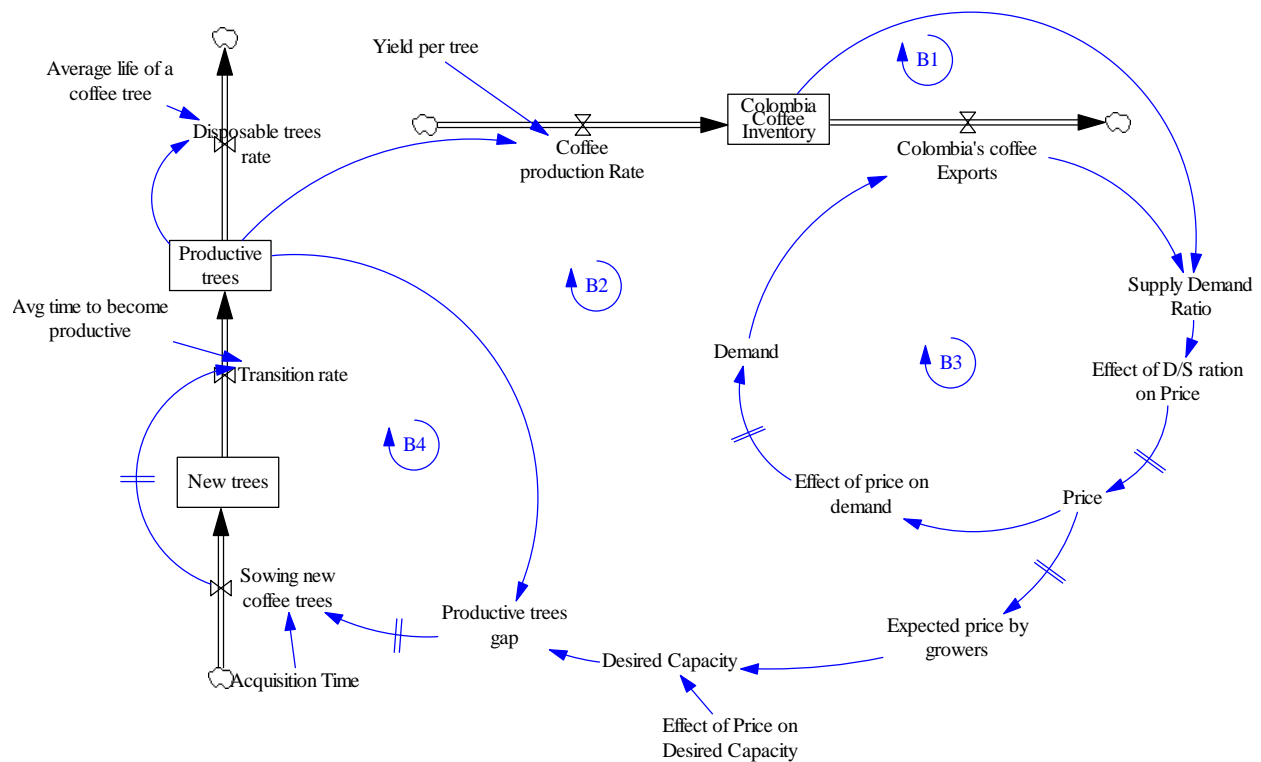 Yield per tree
B1
Average life of a
coffee tree
Colombia
Coffee
Inventory
Disposable trees
rate
Coffee
production Rate
Colombia's coffee
Exports
Productive
trees
B2
Supply Demand
Ratio
Avg time to become
productive
Demand
B3
Effect of D/S ration
on Price
Transition rate
B4
New trees
Effect of price on
demand
Price
Sowing new
coffee trees
Productive trees
gap
Expected price by
growers
Acquisition Time
Desired Capacity
Effect of Price on
Desired Capacity